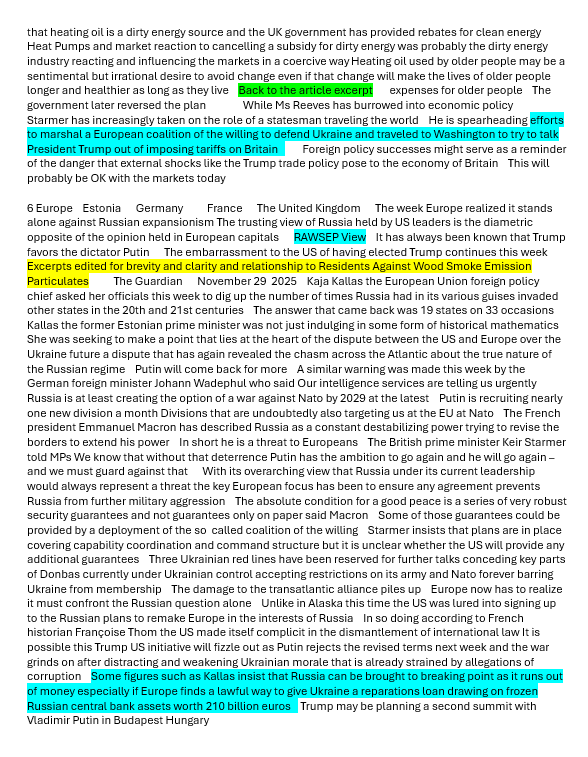 that heating oil is a dirty energy source and the UK government has provided rebates for clean energy
Heat Pumps and market reaction to cancelling a subsidy for dirty energy was probably the dirty energy
industry reacting and influencing the markets in a coercive way Heating oil used by older people may be a
sentimental but irrational desire to avoid change even if that change will make the lives of older people
longer and healthier as long as they live Back to the article excerpt expenses for older people The
government later reversed the plan While Ms Reeves has burrowed into economic policy
Starmer has increasingly taken on the role of a statesman traveling the world He is spearheading efforts
to marshal a European coalition of the willing to defend Ukraine and traveled to Washington to try to talk
President Trump out of imposing tariffs on Britain Foreign policy successes might serve as a reminder
of the danger that external shocks like the Trump trade policy pose to the economy of Britain This will
probably be OK with the markets today
6 Europe Estonia Germany France The United Kingdom The week Europe realized it stands
alone against Russian expansionism The trusting view of Russia held by US leaders is the diametric
opposite of the opinion held in European capitals RAWSEP View It has always been known that Trump
favors the dictator Putin The embarrassment to the US of having elected Trump continues this week
Excerpts edited for brevity and clarity and relationship to Residents Against Wood Smoke Emission
Particulates The Guardian November 29 2025 Kaja Kallas the European Union foreign policy
chief asked her officials this week to dig up the number of times Russia had in its various guises invaded
other states in the 20th and 21st centuries The answer that came back was 19 states on 33 occasions
Kallas the former Estonian prime minister was not just indulging in some form of historical mathematics
She was seeking to make a point that lies at the heart of the dispute between the US and Europe over the
Ukraine future a dispute that has again revealed the chasm across the Atlantic about the true nature of
the Russian regime Putin will come back for more A similar warning was made this week by the
German foreign minister Johann Wadephul who said Our intelligence services are telling us urgently
Russia is at least creating the option of a war against Nato by 2029 at the latest Putin is recruiting nearly
one new division a month Divisions that are undoubtedly also targeting us at the EU at Nato The French
president Emmanuel Macron has described Russia as a constant destabilizing power trying to revise the
borders to extend his power In short he is a threat to Europeans The British prime minister Keir Starmer
told MPs We know that without that deterrence Putin has the ambition to go again and he will go again –
and we must guard against that With its overarching view that Russia under its current leadership
would always represent a threat the key European focus has been to ensure any agreement prevents
Russia from further military aggression The absolute condition for a good peace is a series of very robust
security guarantees and not guarantees only on paper said Macron Some of those guarantees could be
provided by a deployment of the so called coalition of the willing Starmer insists that plans are in place
covering capability coordination and command structure but it is unclear whether the US will provide any
additional guarantees Three Ukrainian red lines have been reserved for further talks conceding key parts
of Donbas currently under Ukrainian control accepting restrictions on its army and Nato forever barring
Ukraine from membership The damage to the transatlantic alliance piles up Europe now has to realize
it must confront the Russian question alone Unlike in Alaska this time the US was lured into signing up
to the Russian plans to remake Europe in the interests of Russia In so doing according to French
historian Françoise Thom the US made itself complicit in the dismantlement of international law It is
possible this Trump US initiative will fizzle out as Putin rejects the revised terms next week and the war
grinds on after distracting and weakening Ukrainian morale that is already strained by allegations of
corruption Some figures such as Kallas insist that Russia can be brought to breaking point as it runs out
of money especially if Europe finds a lawful way to give Ukraine a reparations loan drawing on frozen
Russian central bank assets worth 210 billion euros Trump may be planning a second summit with
Vladimir Putin in Budapest Hungary